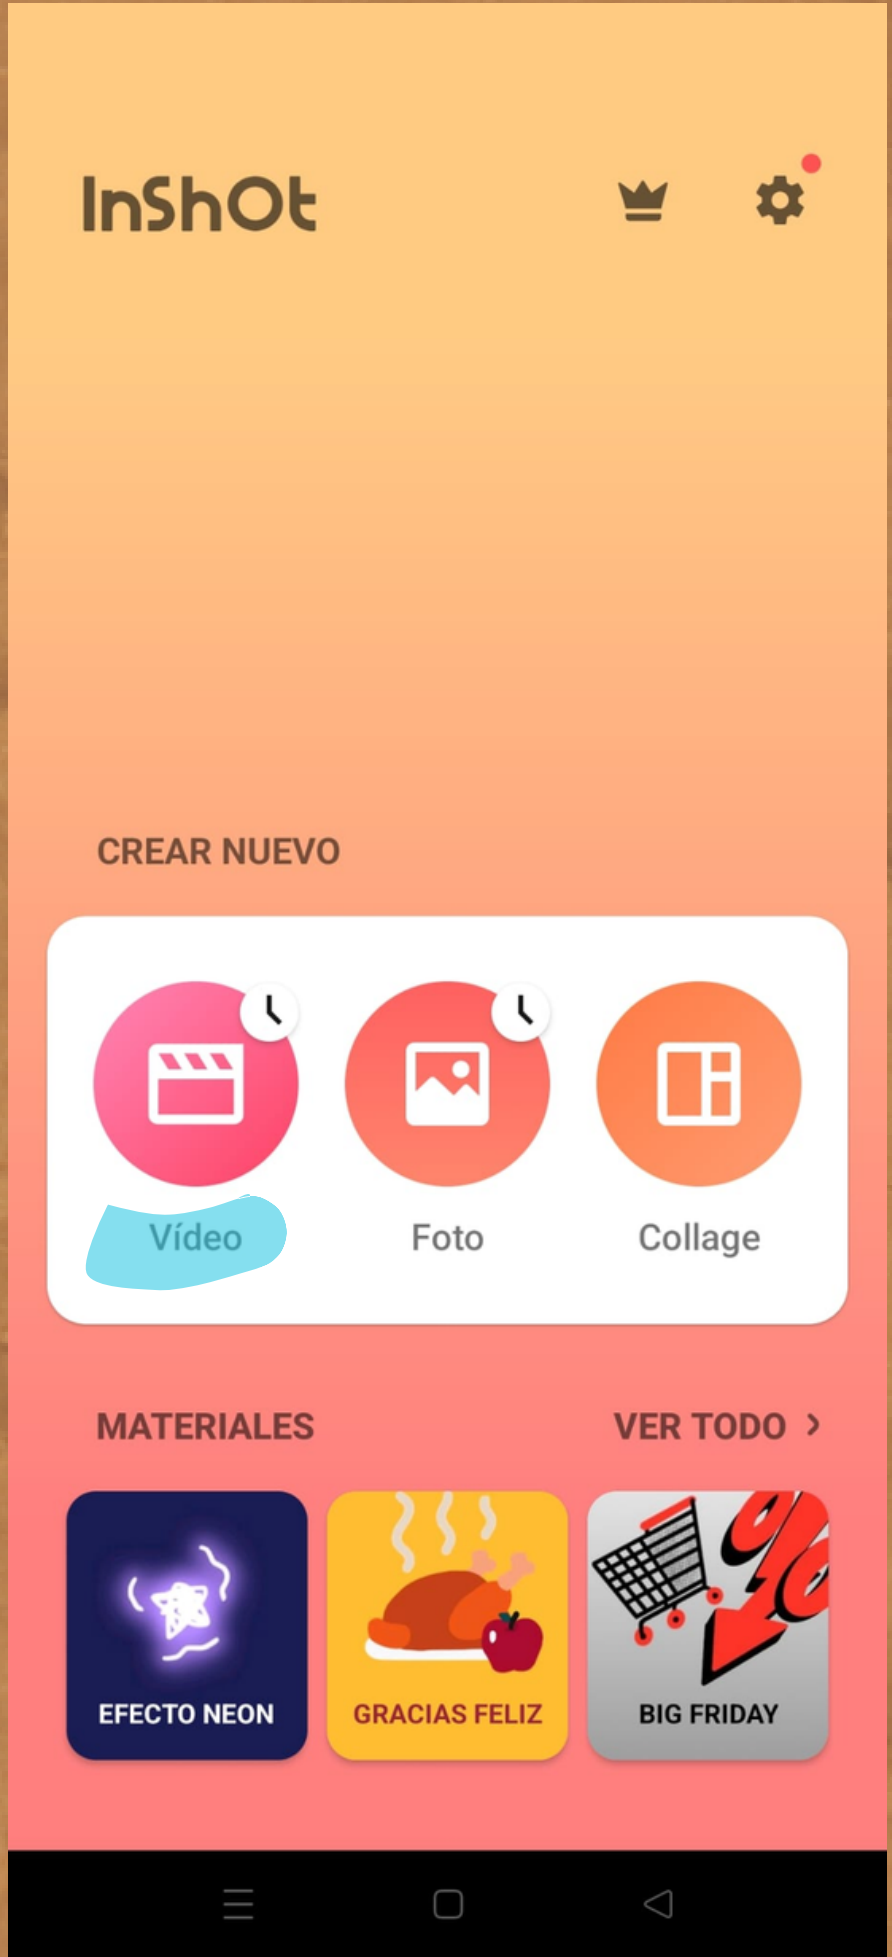 InShOt
CREAR NUEVO
Vídeo Foto Collage
MATERIALES VER TODO >
EFECTO NEON GRACIAS FELIZ BIG FRIDAY